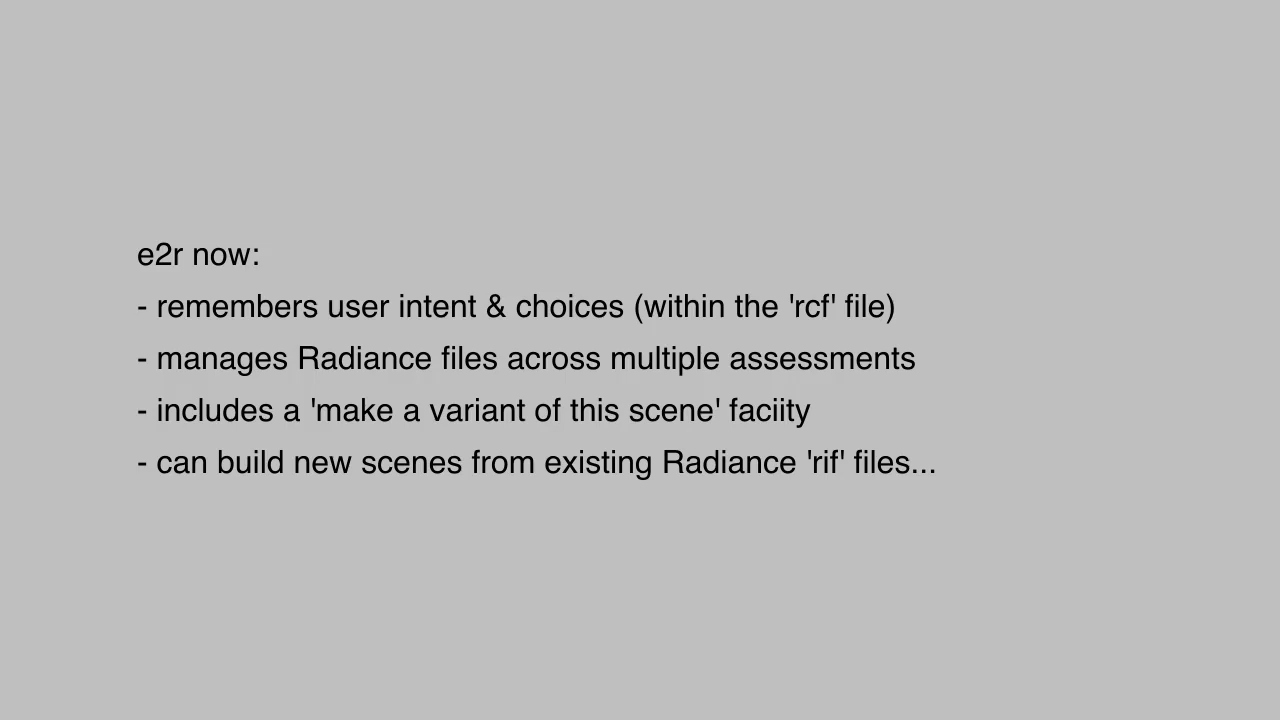 e2r now:
- remembers user intent & choices (within the 'rcf' file)
- manages Radiance files across multiple assessments
- includes a 'make a variant of this scene' faciity
- can build new scenes from existing Radiance 'rif' files...